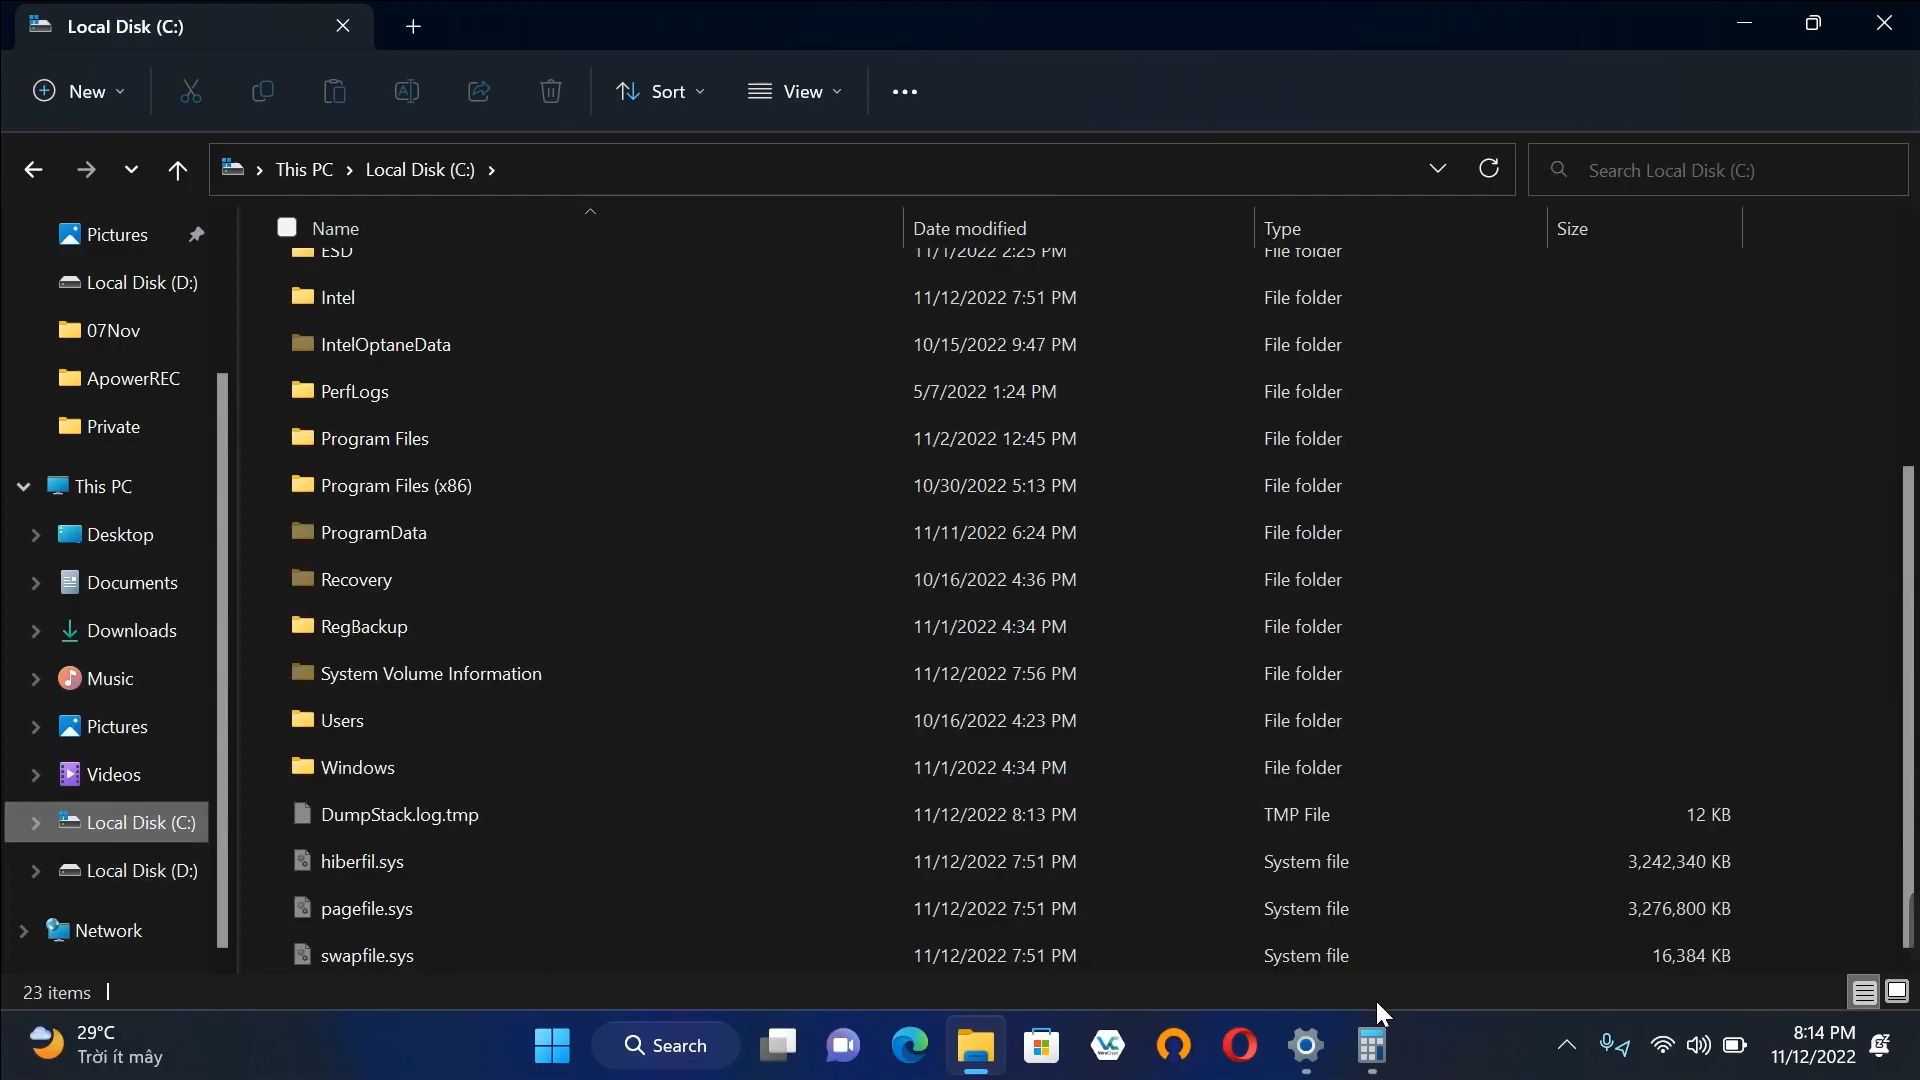 Local Disk (C:)
New
Sort
View
This PC > Local Disk (C:) >
Search Local Disk (C:)
Pictures
Local Disk (D:)
07Nov
ApowerREC
Private
This PC
Desktop
Documents
Downloads
Music
Pictures
Videos
Local Disk (C:)
Local Disk (D:)
Network
Name Date modified Type Size
ESD 11/1/2022 2:25 PM File folder
Intel 11/12/2022 7:51 PM File folder
IntelOptaneData 10/15/2022 9:47 PM File folder
PerfLogs 5/7/2022 1:24 PM File folder
Program Files 11/2/2022 12:45 PM File folder
Program Files (x86) 10/30/2022 5:13 PM File folder
ProgramData 11/11/2022 6:24 PM File folder
Recovery 10/16/2022 4:36 PM File folder
RegBackup 11/1/2022 4:34 PM File folder
System Volume Information 11/12/2022 7:56 PM File folder
Users 10/16/2022 4:23 PM File folder
Windows 11/1/2022 4:34 PM File folder
DumpStack.log.tmp 11/12/2022 8:13 PM TMP File 12 KB
hiberfil.sys 11/12/2022 7:51 PM System file 3,242,340 KB
pagefile.sys 11/12/2022 7:51 PM System file 3,276,800 KB
swapfile.sys 11/12/2022 7:51 PM System file 16,384 KB
23 items
29°C
Trời ít mây
Search
VC
8:14 PM
11/12/2022